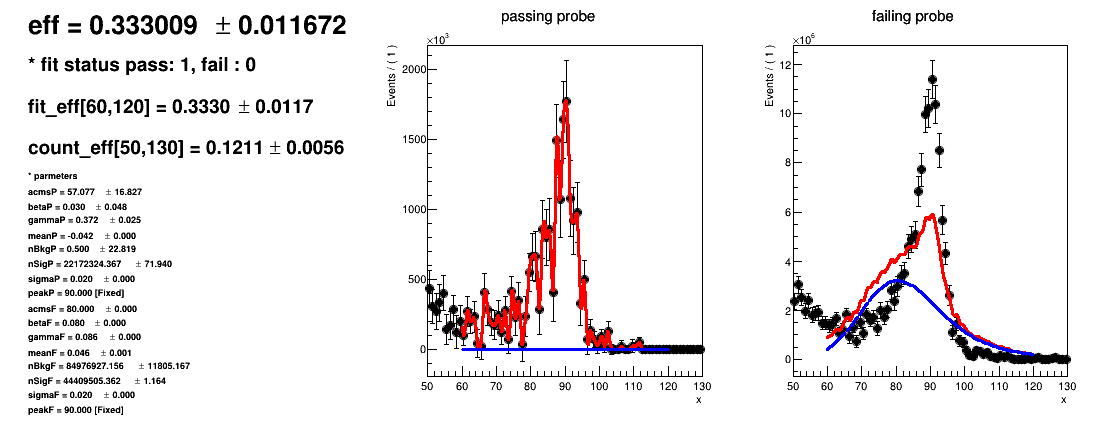 eff = 0.333009 ± 0.011672
* fit status pass: 1, fail : 0
fit_eff[60,120] = 0.3330 ± 0.0117
count_eff[50,130] = 0.1211 ± 0.0056
* parmeters
acmsP = 57.077 ± 16.827
betaP = 0.030 ± 0.048
gammaP = 0.372 ± 0.025
meanP = -0.042 ± 0.000
nBkgP = 0.500 ± 22.819
nSigP = 22172324.367 ± 71.940
sigmaP = 0.020 ± 0.000
peakP = 90.000 [Fixed]
acmsF = 80.000 ± 0.000
betaF = 0.080 ± 0.000
gammaF = 0.086 ± 0.000
meanF = 0.046 ± 0.001
nBkgF = 84976927.156 ± 11805.167
nSigF = 44409505.362 ± 1.164
sigmaF = 0.020 ± 0.000
peakF = 90.000 [Fixed]
passing probe
×10³
Events / ( 1 )
2000
1500
1000
500
0
50 60 70 80 90 100 110 120 130
x
failing probe
×10⁶
Events / ( 1 )
12
10
8
6
4
2
0
50 60 70 80 90 100 110 120 130
x